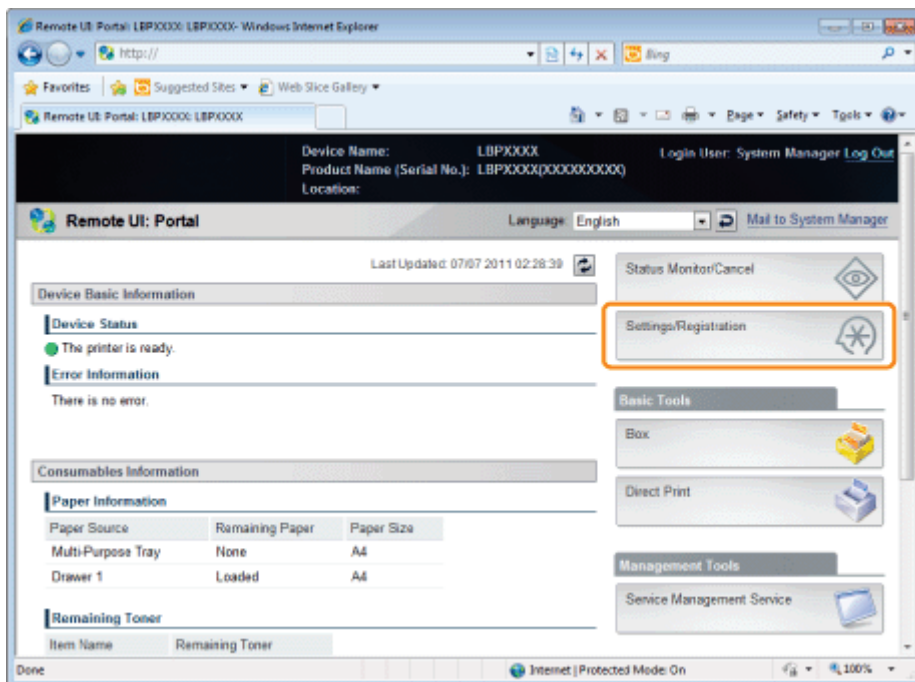 Remote UI: Portal: LBPXXXX: LBPXXXX- Windows Internet Explorer
http://
Bing
Favorites
Suggested Sites
Web Slice Gallery
Remote UI: Portal: LBPXXXX: LBPXXXX
Page
Safety
Tools
Device Name: LBPXXXX
Login User: System Manager Log Out
Product Name (Serial No.): LBPXXXX(XXXXXXXXX)
Location:
Remote UI: Portal
Language: English
Mail to System Manager
Last Updated: 07/07 2011 02:28:39
Status Monitor/Cancel
Device Basic Information
Device Status
Settings/Registration
The printer is ready.
Error Information
There is no error.
Basic Tools
Box
Consumables Information
Paper Information
Direct Print
Paper Source Remaining Paper Paper Size
Multi-Purpose Tray None A4
Drawer 1 Loaded A4
Management Tools
Service Management Service
Remaining Toner
Item Name Remaining Toner
Done
Internet | Protected Mode: On
100%